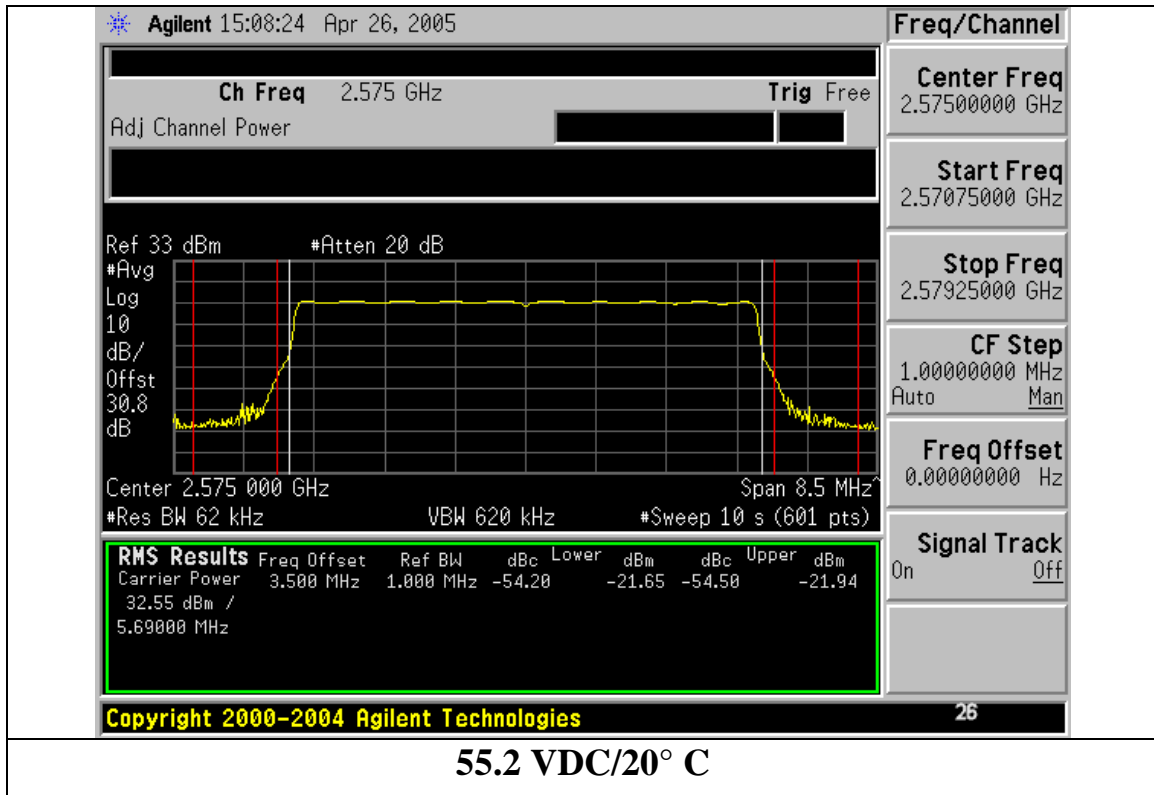 Agilent 15:08:24 Apr 26, 2005
Freq/Channel
Ch Freq 2.575 GHz Trig Free
Adj Channel Power
Center Freq
2.57500000 GHz
Start Freq
2.57075000 GHz
Stop Freq
2.57925000 GHz
CF Step
1.00000000 MHz
Auto Man
Freq Offset
0.00000000 Hz
Signal Track
On Off
Ref 33 dBm #Atten 20 dB
#Avg
Log
10
dB/
Offst
30.8
dB
Center 2.575 000 GHz Span 8.5 MHz^
#Res BW 62 kHz VBW 620 kHz #Sweep 10 s (601 pts)
RMS Results Freq Offset Ref BW dBc Lower dBm dBc Upper dBm
Carrier Power 3.500 MHz 1.000 MHz -54.20 -21.65 -54.50 -21.94
32.55 dBm /
5.69000 MHz
Copyright 2000-2004 Agilent Technologies
26
55.2 VDC/20° C